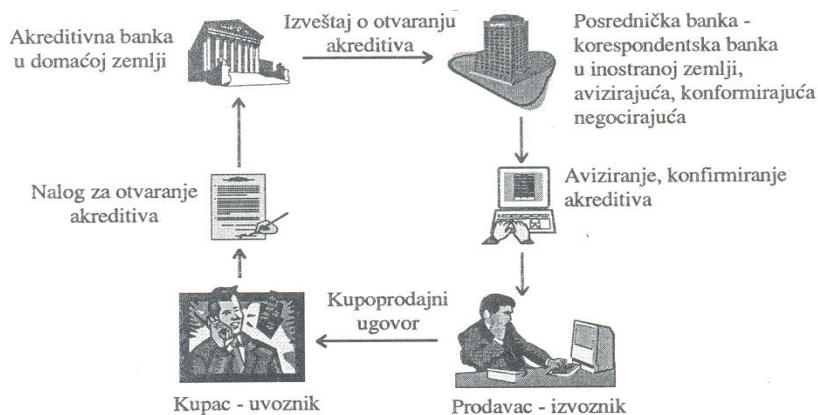 Akreditivna banka
u domaćoj zemlji
Izveštaj o otvaranju
akreditiva
Posrednička banka -
korespondentska banka
u inostranoj zemlji,
avizirajuća, konformirajuća
negocirajuća
Nalog za otvaranje
akreditiva
Aviziranje, konfirmiranje
akreditiva
Kupoprodajni
ugovor
Kupac - uvoznik
Prodavac - izvoznik